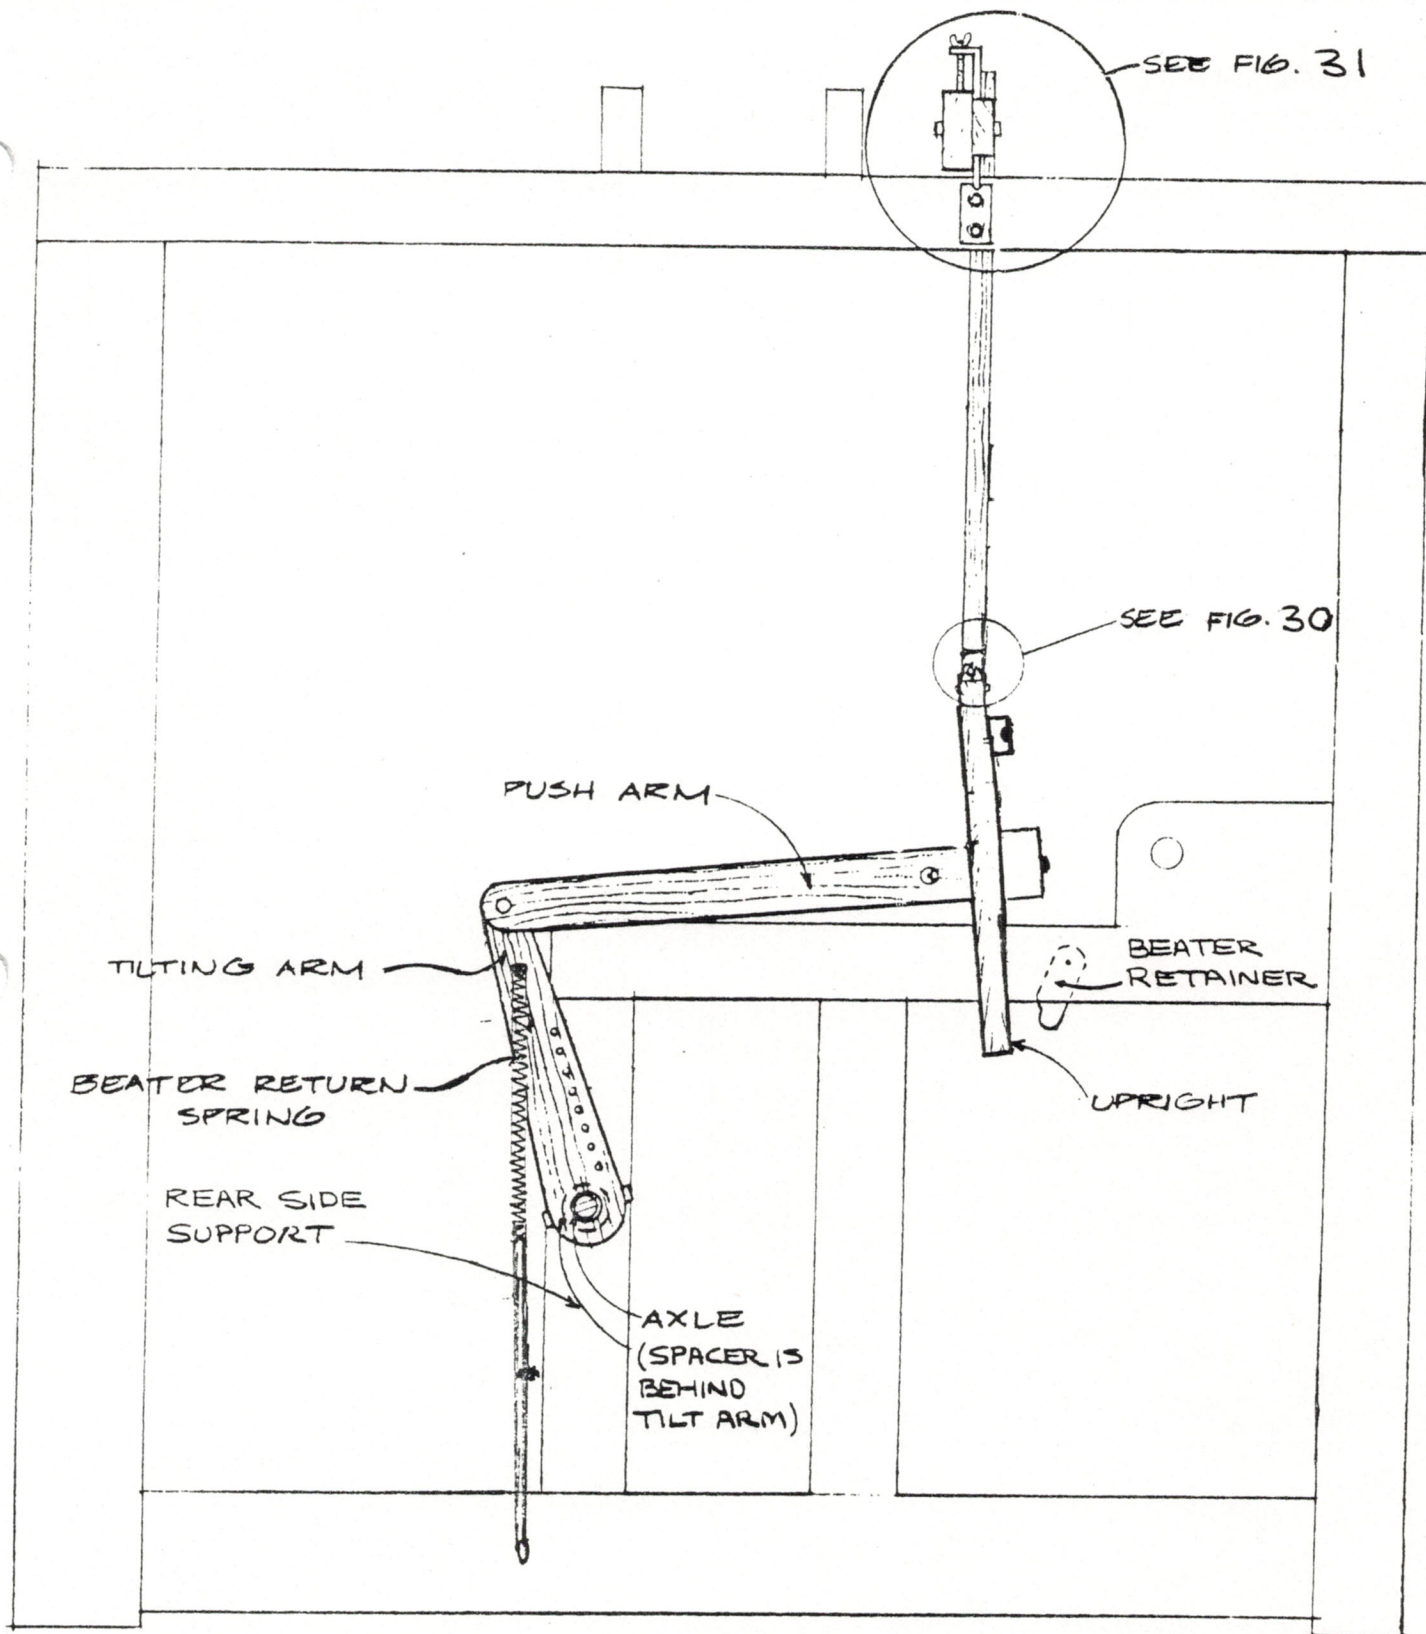 SEE FIG. 31
SEE FIG. 30
PUSH ARM
TILTING ARM
BEATER
RETAINER
BEATER RETURN
SPRING
UPRIGHT
REAR SIDE
SUPPORT
AXLE
(SPACER IS
BEHIND
TILT ARM)